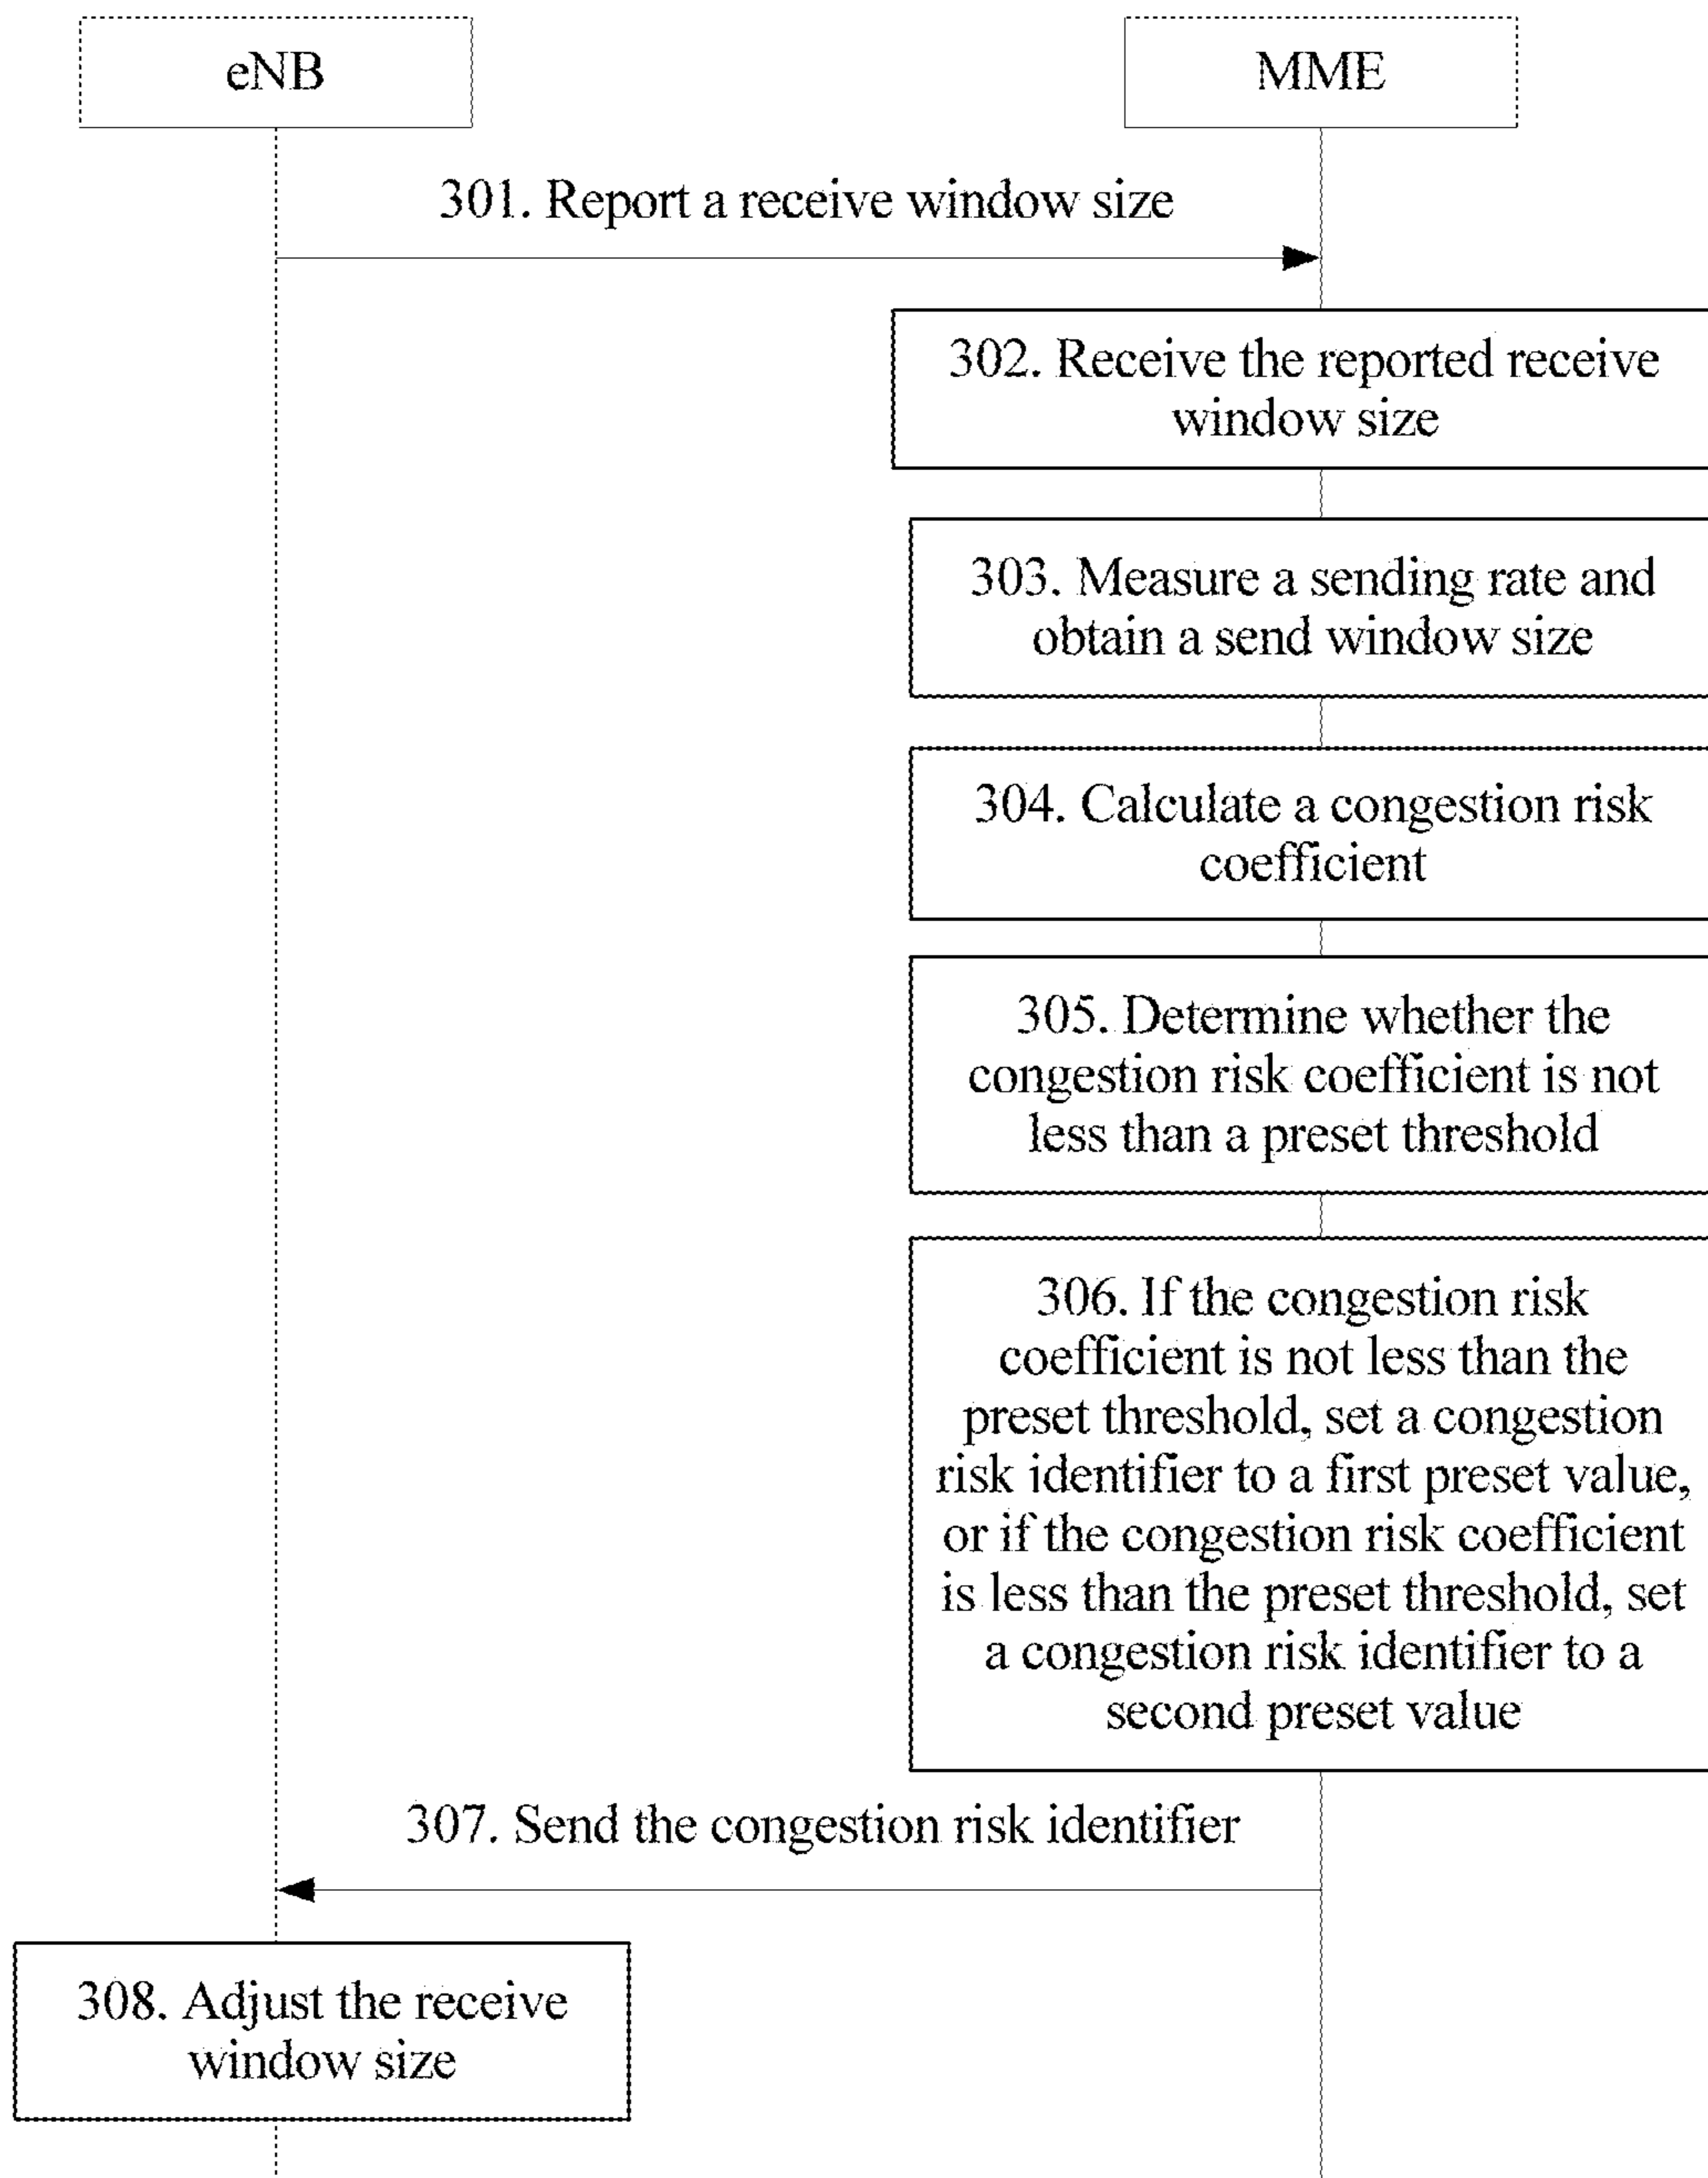 eNB
MME
301. Report a receive window size
302. Receive the reported receive
window size
303. Measure a sending rate and
obtain a send window size
304. Calculate a congestion risk
coefficient
305. Determine whether the
congestion risk coefficient is not
less than a preset threshold
306. If the congestion risk
coefficient is not less than the
preset threshold, set a congestion
risk identifier to a first preset value,
or if the congestion risk coefficient
is less than the preset threshold, set
a congestion risk identifier to a
second preset value
307. Send the congestion risk identifier
308. Adjust the receive
window size